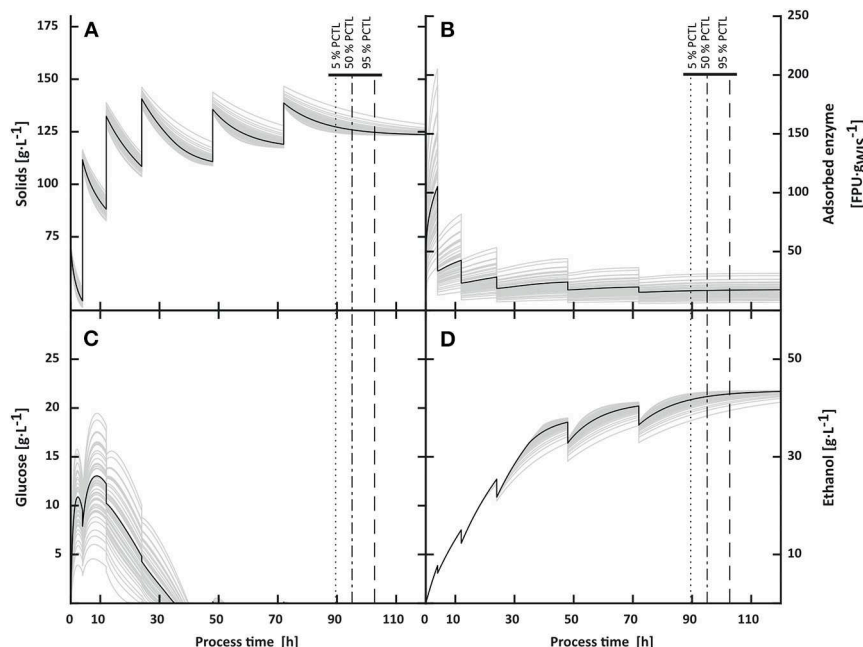 A
175
150
125
100
75
Solids [g·L⁻¹]
5 % PCTL
50 % PCTL
95 % PCTL
B
250
200
150
100
50
Adsorbed enzyme
[FPU·gWIS⁻¹]
5 % PCTL
50 % PCTL
95 % PCTL
C
25
20
15
10
5
Glucose [g·L⁻¹]
0
10
30
50
70
90
110
Process time [h]
D
50
30
10
Ethanol [g·L⁻¹]
10
30
50
70
90
110
Process time [h]